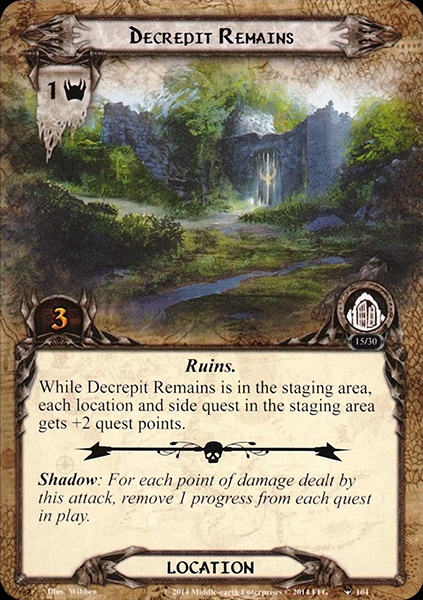 Decrepit Remains
1
3
15/30
Ruins.
While Decrepit Remains is in the staging area,
each location and side quest in the staging area
gets +2 quest points.
Shadow: For each point of damage dealt by
this attack, remove 1 progress from each quest
in play.
LOCATION
Illus. Wibben © 2014 Middle-earth Enterprises © 2014 FFG 104